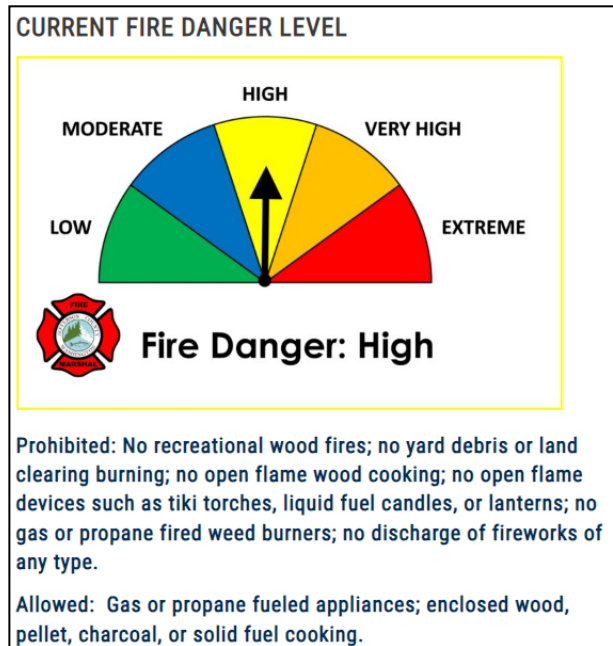 CURRENT FIRE DANGER LEVEL
HIGH
MODERATE
VERY HIGH
LOW
EXTREME
FIRE
MARSHAL
Fire Danger: High
Prohibited: No recreational wood fires; no yard debris or land
clearing burning; no open flame wood cooking; no open flame
devices such as tiki torches, liquid fuel candles, or lanterns; no
gas or propane fired weed burners; no discharge of fireworks of
any type.
Allowed:  Gas or propane fueled appliances; enclosed wood,
pellet, charcoal, or solid fuel cooking.